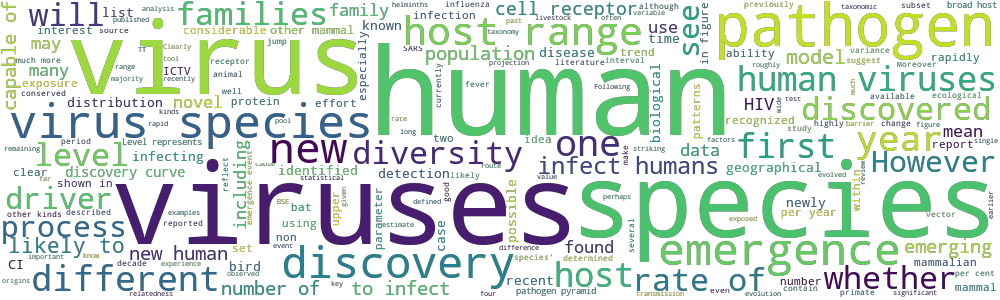 capable of
virus
will
list
interest
source
published
analysis
helminths
influenza
although
variable
taxonomic
subset
previously
broad host
families
family
considerable
other mammal
jump
past
often
taxonomy
livestock
cell receptor
use
time
see
in figure
pathogen
may
many
exposure
conserved
much more
ff
Clearly
tool
ICTV
recently
receptor
animal
known
infection
SARS
especially
host range
population
disease
trend
interval
literature
projection
currently
fever
Following
biological
patterns
model
ability
roughly
Moreover
suggest
much
variance
rapidly
human viruses
distribution
novel
range
majority
well
protein
effort
kinds
human
HIV
wide
test
available
ecological
discovered
virus species
remaining
period
rapid
Level represents
pool
rate
long
recognized
highly
barrier
change
figure
factors
study
single
new
diversity
one
two
idea
striking
make
data
geographical
first
year
mean
report
However
level
infecting
clear
discovery curve
far
shown in
including
reflect
emergence event
identified
cause
statistical
detection
likely
route
infect
humans
driver
other kinds
described
important
know
reported
examples
using
BSE
bat
given
upper
defined
parameter
estimate
value
good
case
possible
perhaps
evolved
newly
per year
within
review
vector
earlier
viruses
species
process
likely to
new human
CI
decade
experience
origins
non
event
set
bird
observed
relatedness
discovery
key
four
difference
several
species'
recent
pathogen pyramid
found
determined
host
exposed
emergence
even
transmission
evolution
emerging
mammalian
number
contain
primate
significant
per cent
mammal
different
number of
to infect
rate of
whether